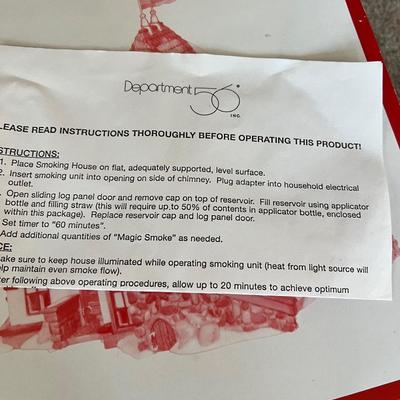 Department 56®
INC.
LEASE READ INSTRUCTIONS THOROUGHLY BEFORE OPERATING THIS PRODUCT!
STRUCTIONS:
1. Place Smoking House on flat, adequately supported, level surface.
2. Insert smoking unit into opening on side of chimney. Plug adapter into household electrical
outlet.
. Open sliding log panel door and remove cap on top of reservoir. Fill reservoir using applicator
bottle and filling straw (this will require up to 50% of contents in applicator bottle, enclosed
within this package). Replace reservoir cap and log panel door.
Set timer to "60 minutes".
Add additional quantities of "Magic Smoke" as needed.
CE:
ake sure to keep house illuminated while operating smoking unit (heat from light source will
elp maintain even smoke flow).
ter following above operating procedures, allow up to 20 minutes to achieve optimum